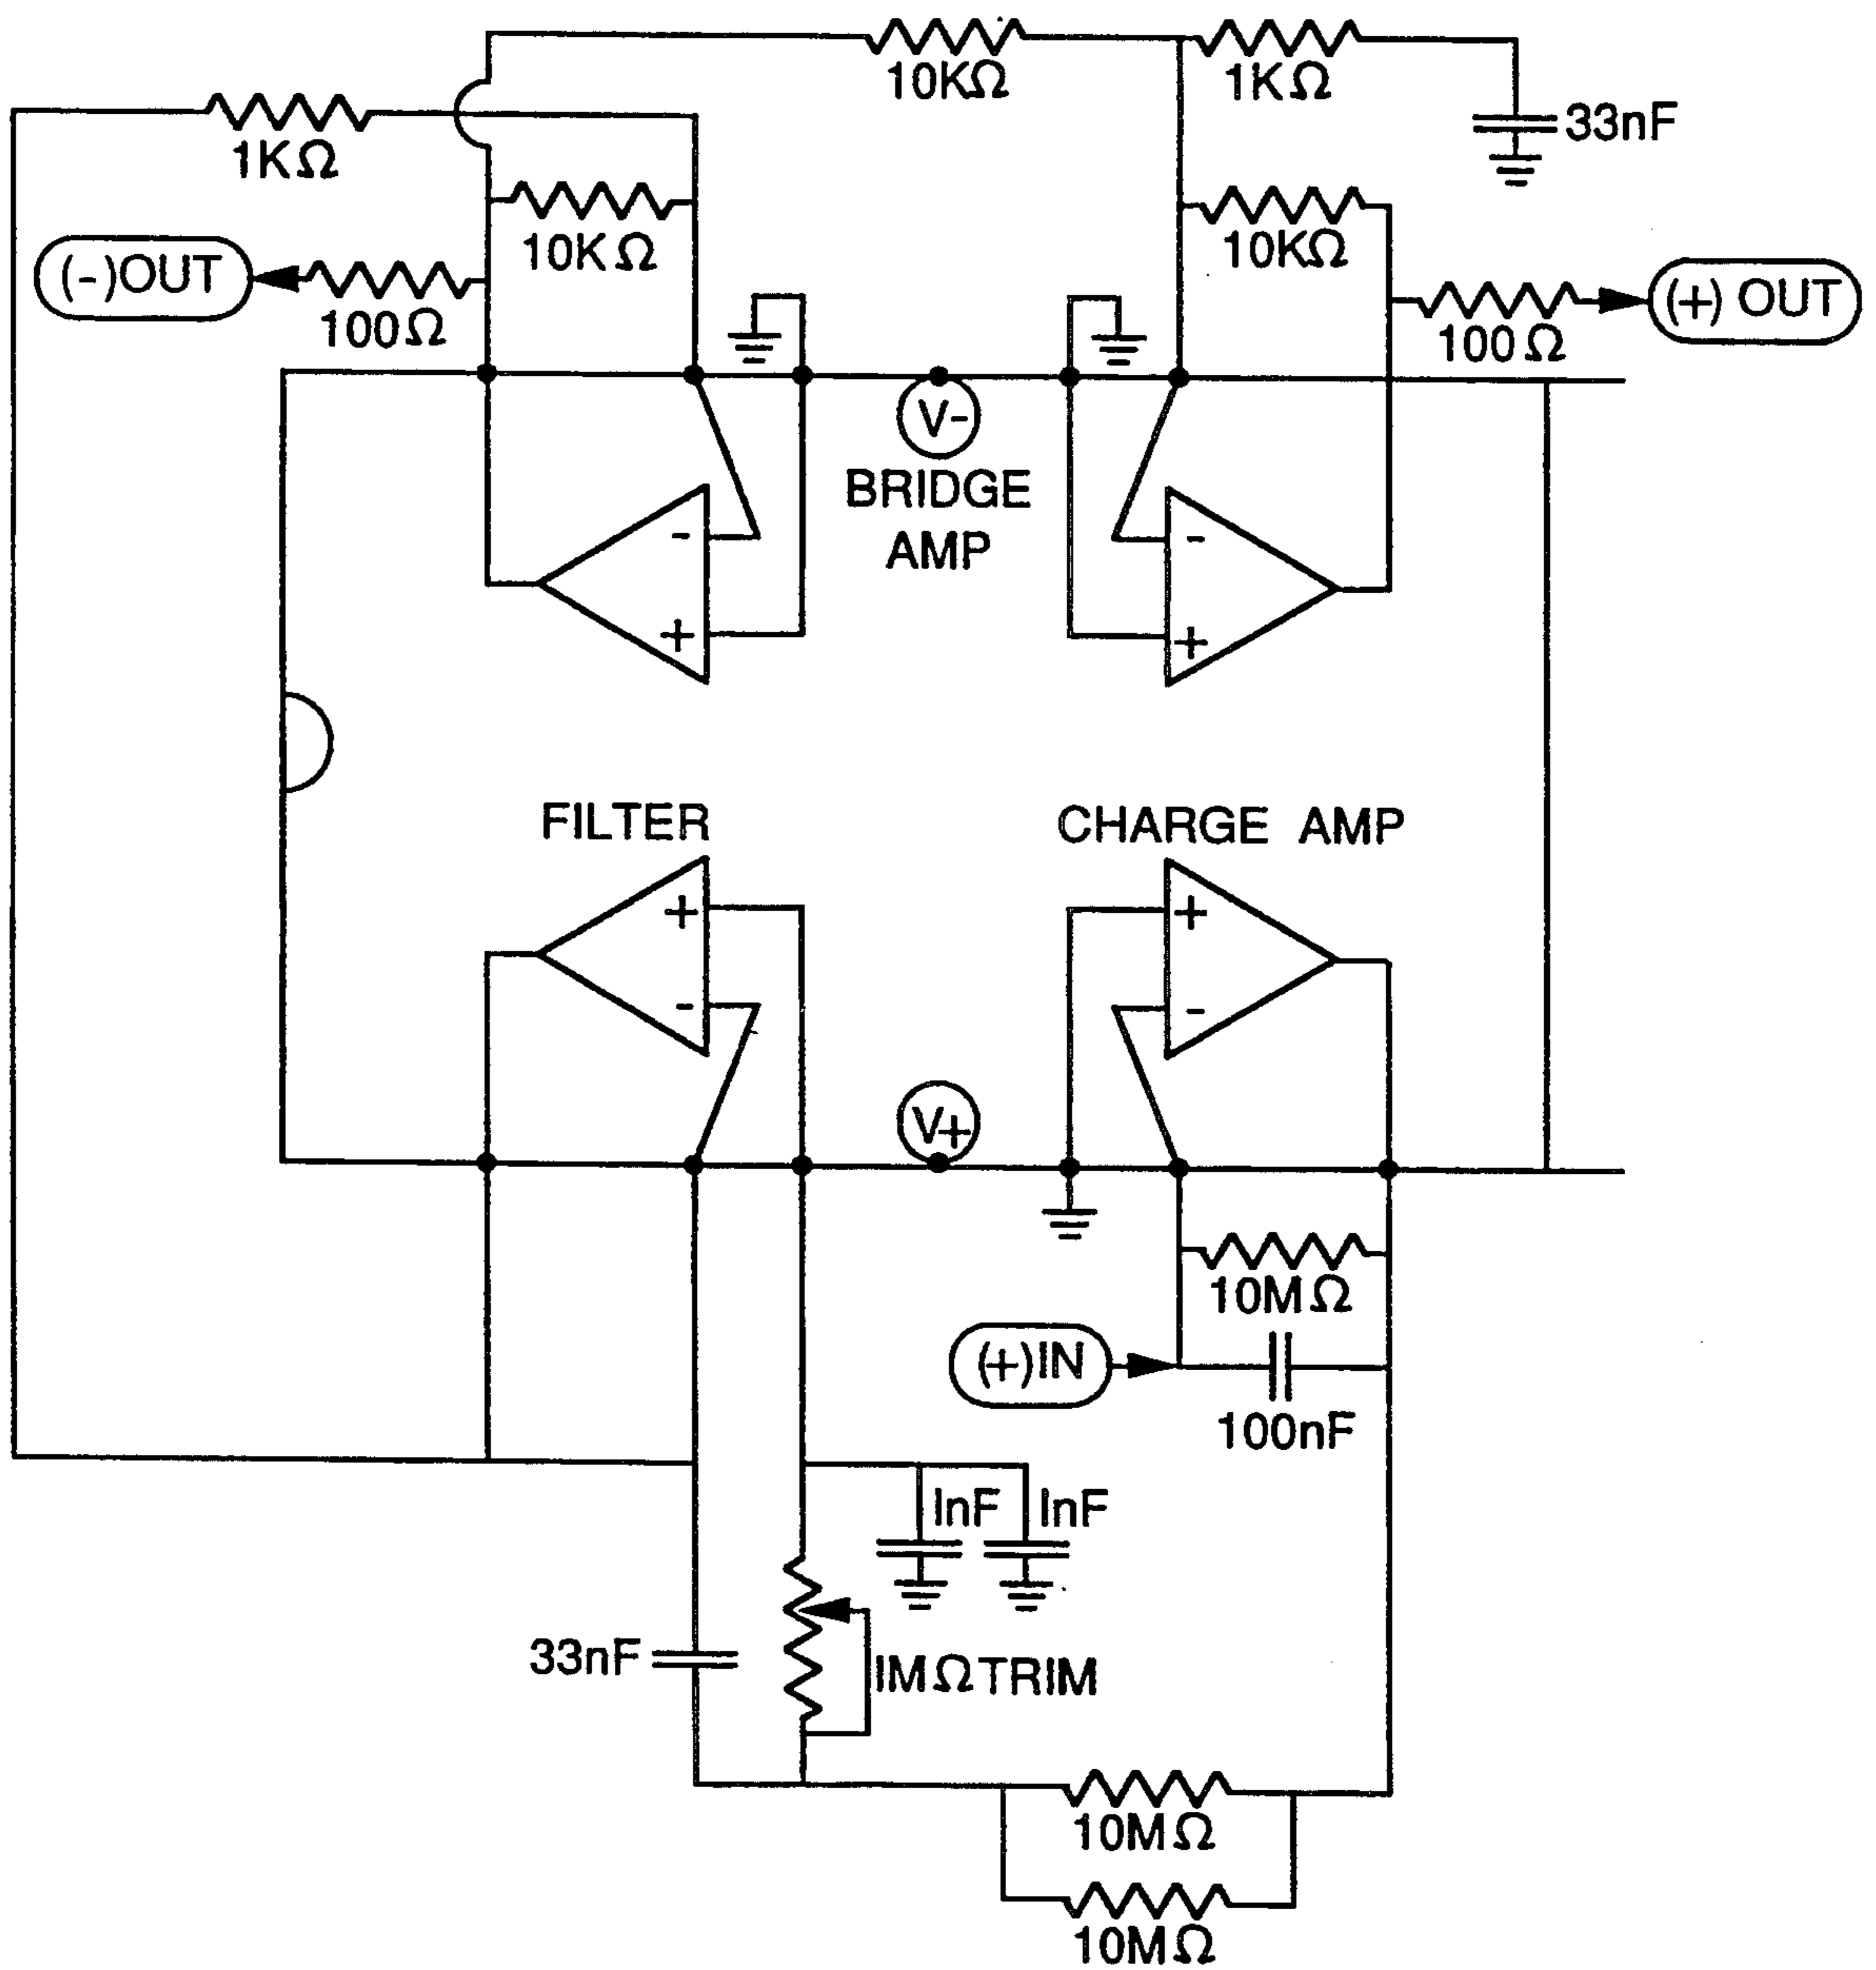 10KΩ
1KΩ
33nF
1KΩ
10KΩ
10KΩ
(-)OUT
100Ω
(+) OUT
100Ω
V-
BRIDGE
AMP
-
-
+
+
FILTER
CHARGE AMP
+
+
-
-
V+
10MΩ
(+)IN
100nF
InF
InF
33nF
IMΩTRIM
10MΩ
10MΩ